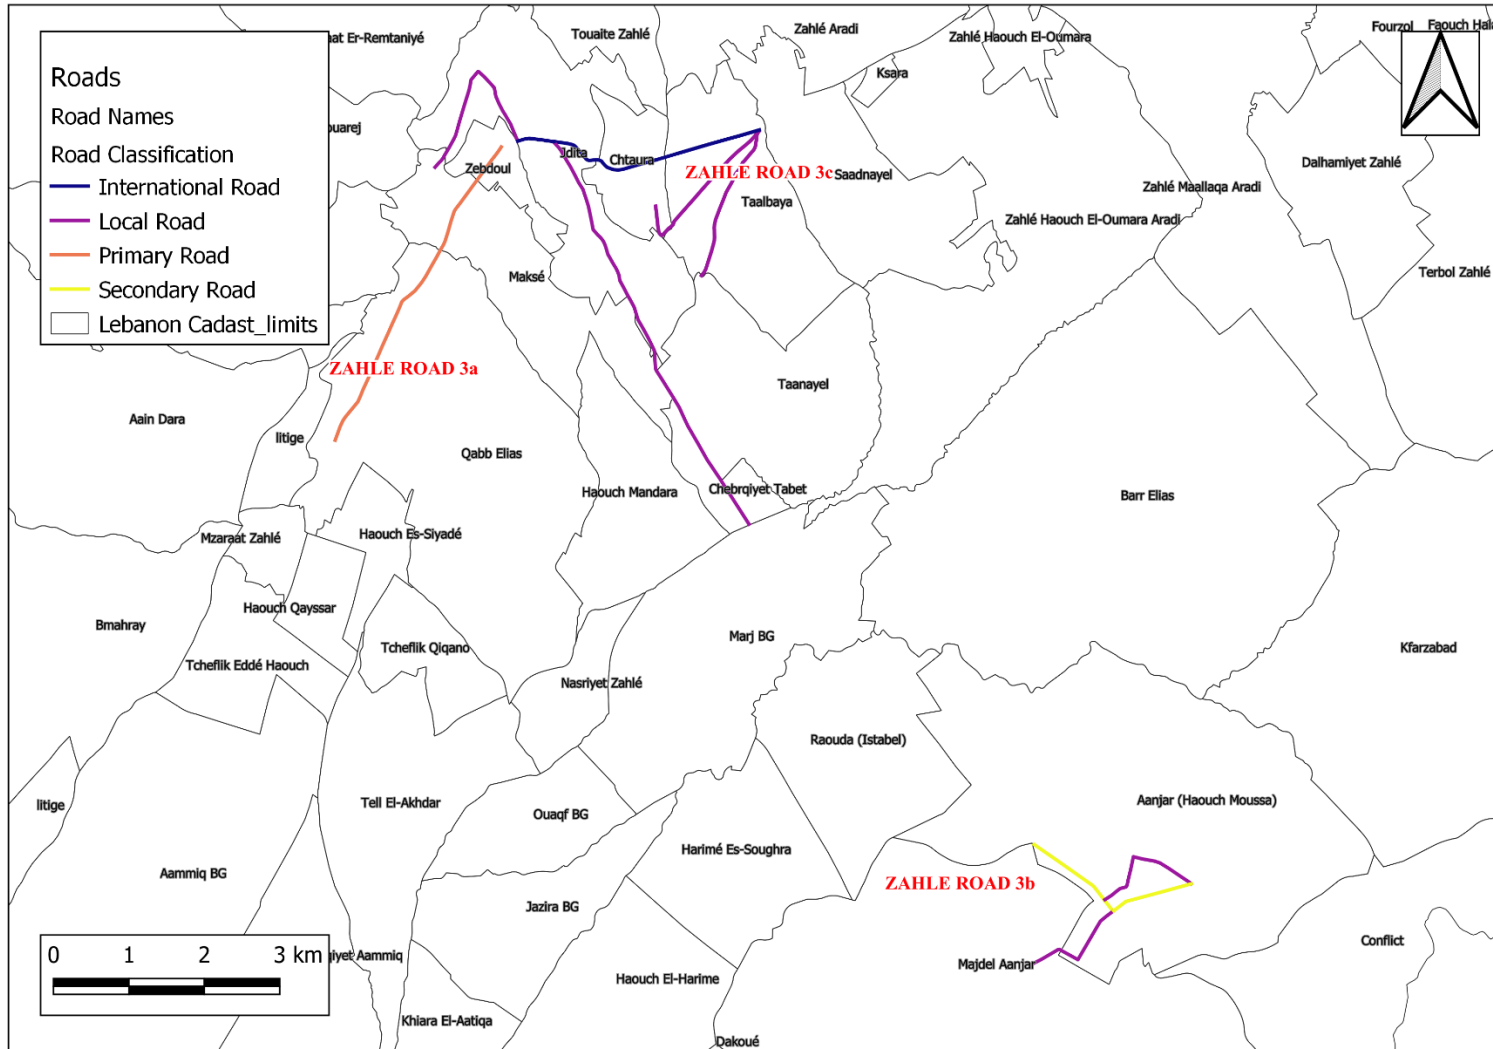 Roads
Road Names
Road Classification
International Road
Local Road
Primary Road
Secondary Road
Lebanon Cadast_limits
Er-Remtaniyé
Touaite Zahlé
Zahlé Aradi
Zahlé Haouch El-Oumara
Fourzol
Faouch
Ksara
Zebdoul
Jdita
Chtaura
ZAHLE ROAD 3c
Saadnayel
Taalbaya
Dalhamiyet Zahlé
Zahlé Maallaqa Aradi
Zahlé Haouch El-Oumara Aradi
Terbol Zahlé
Maksé
ZAHLE ROAD 3a
Taanayel
Aain Dara
litige
Qabb Elias
Haouch Mandara
Chebrqiyet Tabet
Barr Elias
Mzaraat Zahlé
Haouch Es-Siyadé
Haouch Qayssar
Bmahray
Tcheflik Qiqano
Tcheflik Eddé Haouch
Marj BG
Kfarzabad
Nasriyet Zahlé
Raouda (Istabel)
litige
Tell El-Akhdar
Ouaqf BG
Aanjar (Haouch Moussa)
Harimé Es-Soughra
Aammiq BG
ZAHLE ROAD 3b
Jazira BG
Conflict
0 1 2 3 km
Aammiq
Majdel Aanjar
Haouch El-Harime
Khiara El-Aatiqa
Dakoué